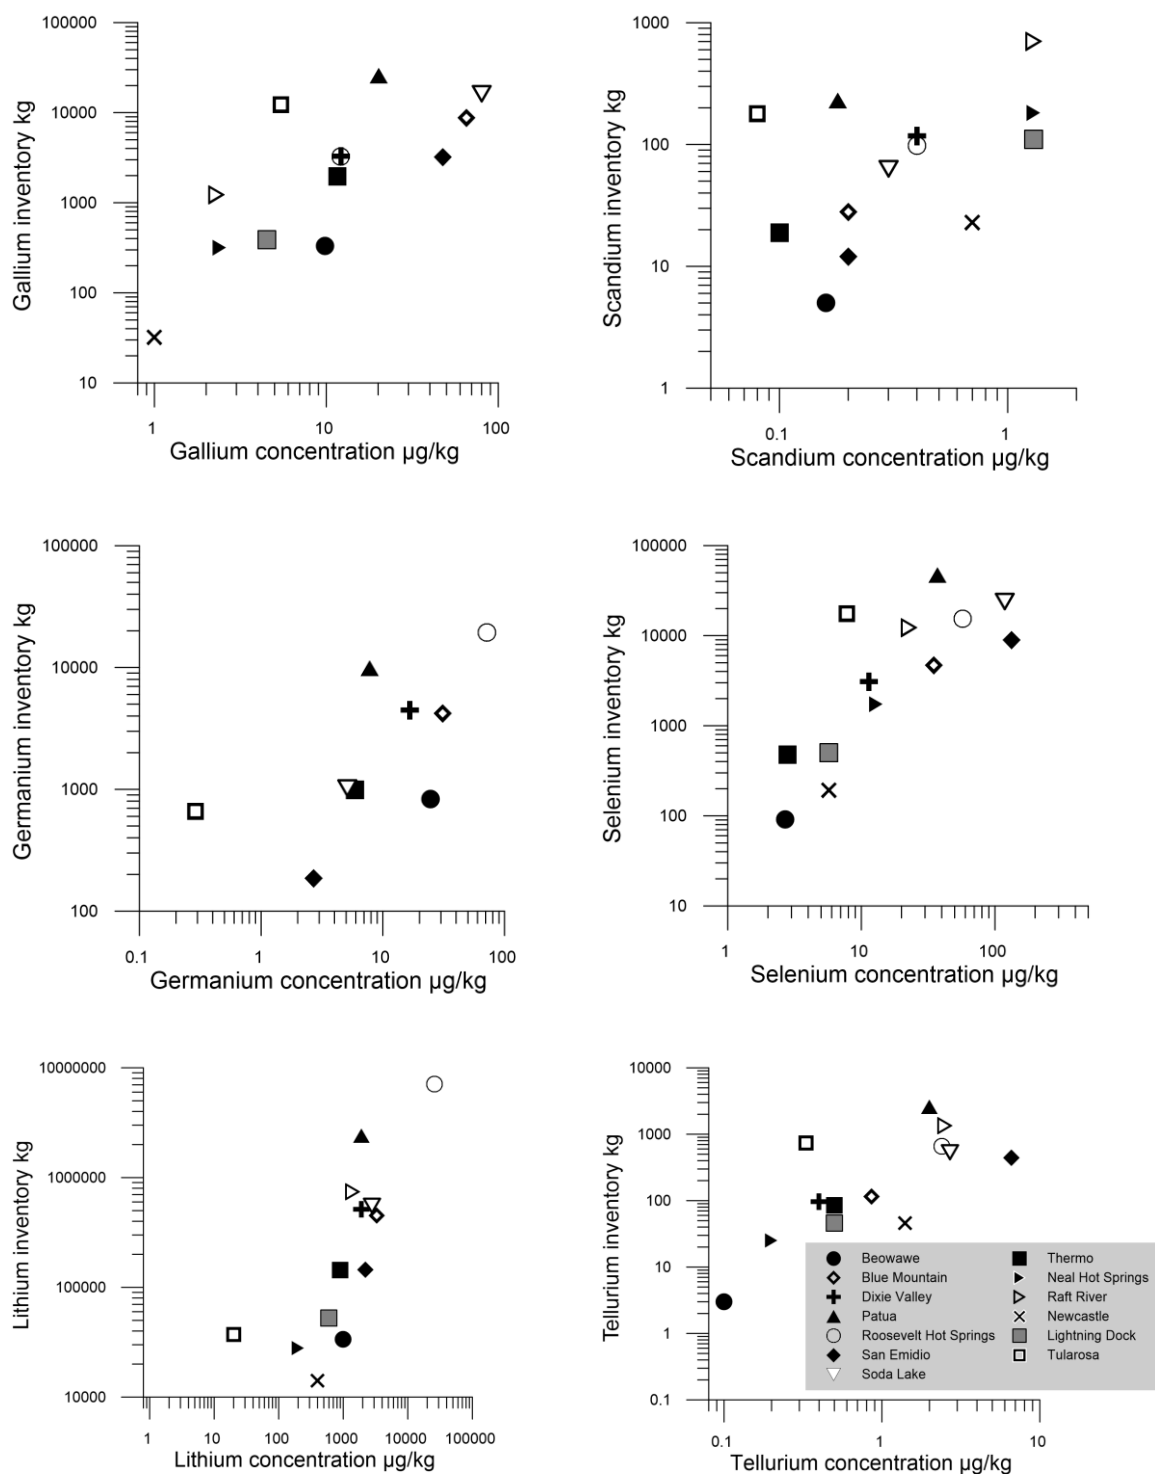 100000
10000
1000
100
10
Gallium inventory kg
1
10
100
Gallium concentration µg/kg
1000
100
10
1
Scandium inventory kg
0.1
1
Scandium concentration µg/kg
100000
10000
1000
100
Germanium inventory kg
0.1
1
10
100
Germanium concentration µg/kg
100000
10000
1000
100
10
Selenium inventory kg
1
10
100
Selenium concentration µg/kg
10000000
1000000
100000
10000
Lithium inventory kg
1
10
100
1000
10000
100000
Lithium concentration µg/kg
10000
1000
100
10
1
0.1
Tellurium inventory kg
0.1
1
10
Tellurium concentration µg/kg
Beowawe
Blue Mountain
Dixie Valley
Patua
Roosevelt Hot Springs
San Emidio
Soda Lake
Thermo
Neal Hot Springs
Raft River
Newcastle
Lightning Dock
Tularosa